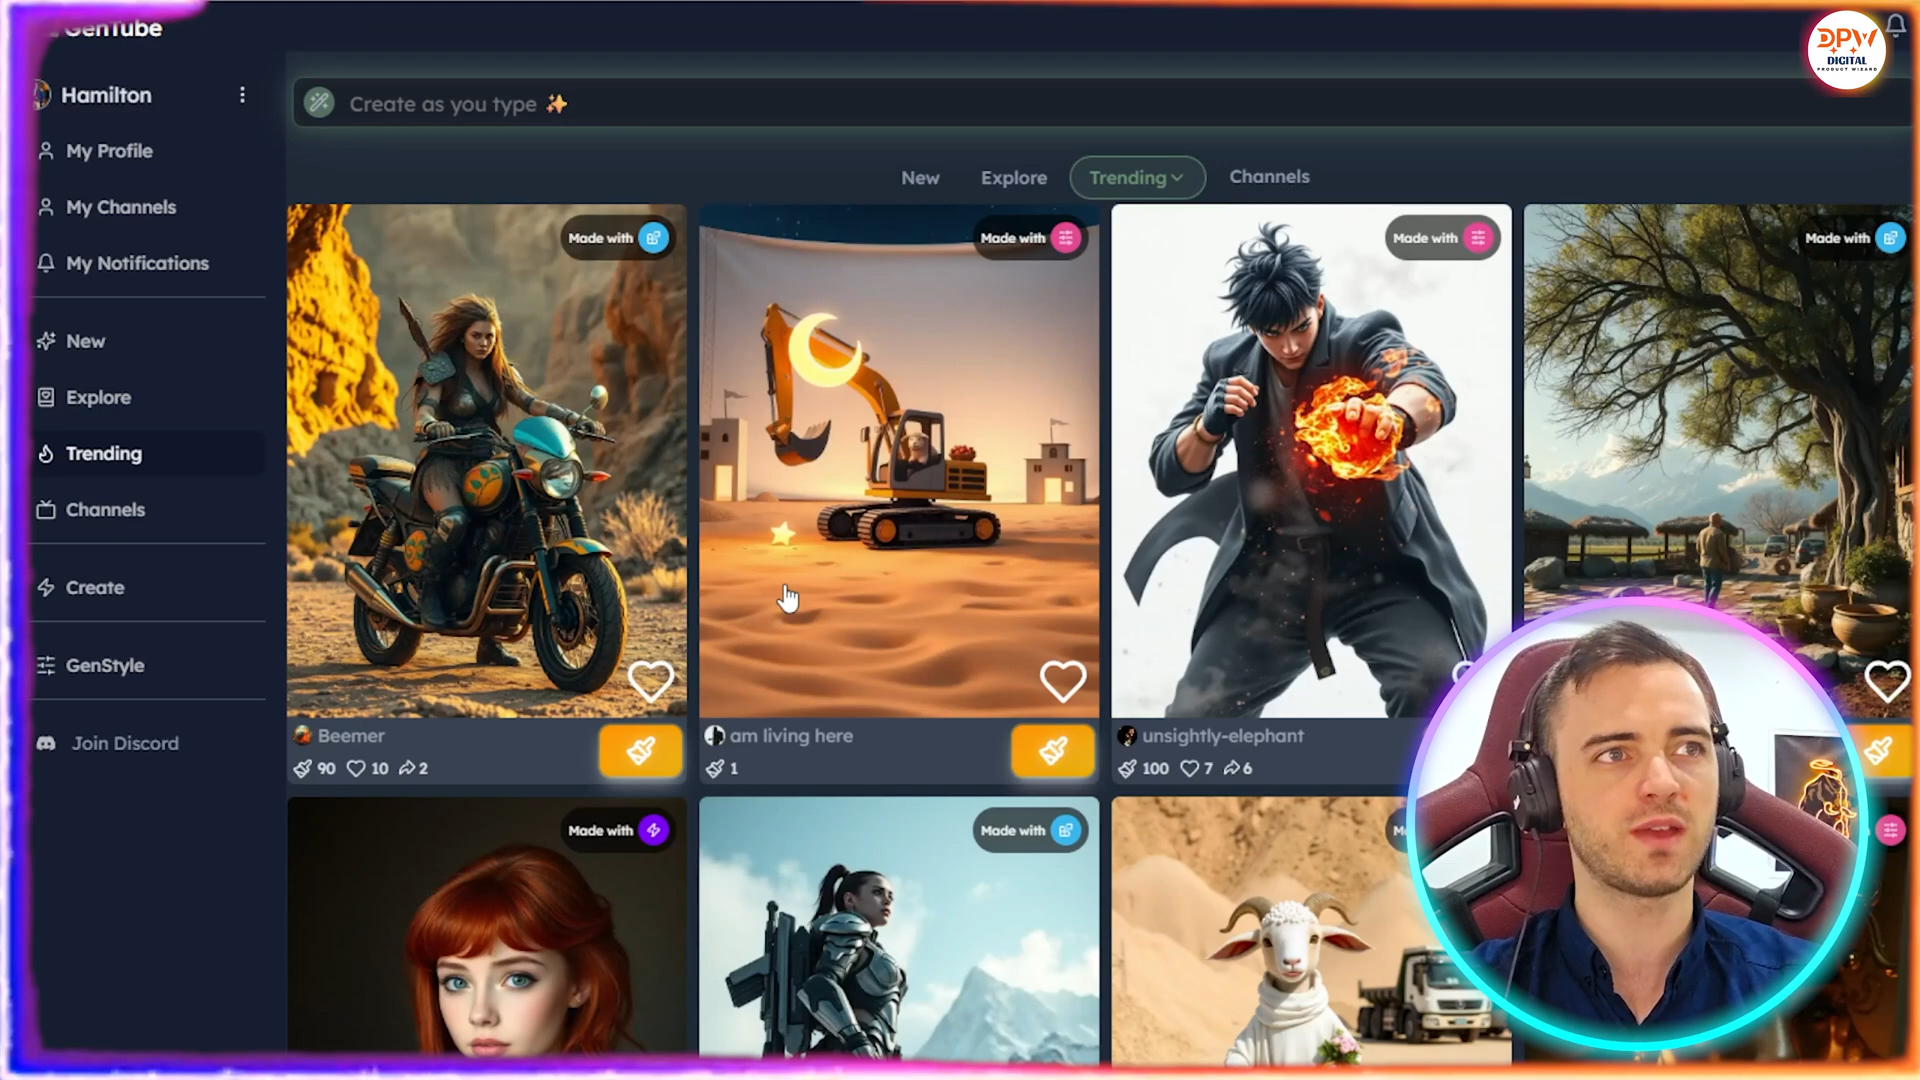 GenTube
DPW
DIGITAL
PRODUCT WIZARD
Hamilton
Create as you type ✨
My Profile
My Channels
My Notifications
New
Explore
Trending
Channels
Create
GenStyle
Join Discord
New
Explore
Trending
Channels
Made with
Made with
Made with
Made with
Beemer
90
10
2
am living here
1
unsightly-elephant
100
7
6
Made with
Made with